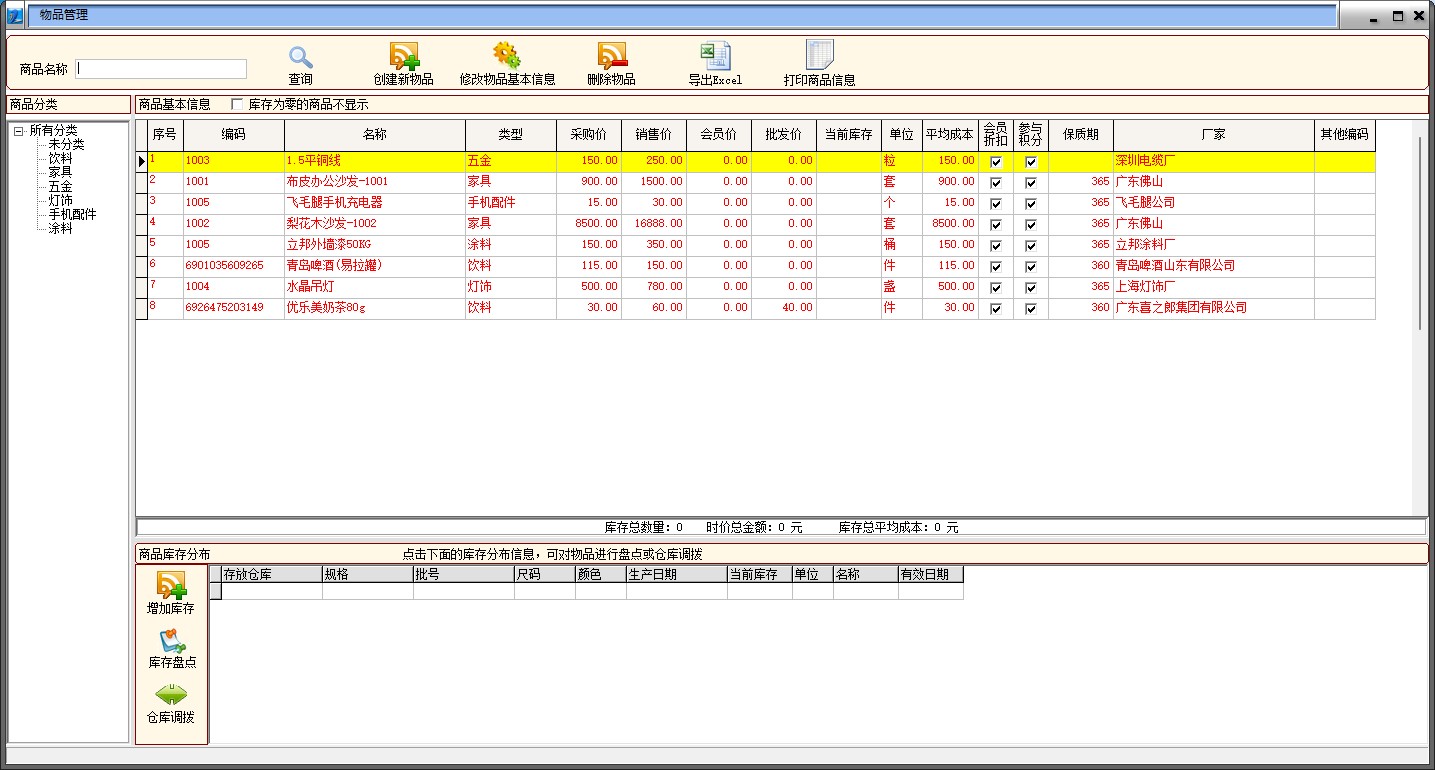 物品管理
商品名称
查询
创建新物品
修改物品基本信息
删除物品
导出Excel
打印商品信息
商品分类
商品基本信息 库存为零的商品不显示
所有分类
未分类
饮料
家具
五金
灯饰
手机配件
涂料
序号 编码 名称 类型 采购价 销售价 会员价 批发价 当前库存 单位 平均成本 会员折扣 参与积分 保质期 厂家 其他编码
1 1003 1.5平铜线 五金 150.00 250.00 0.00 0.00 粒 150.00 深圳电缆厂
2 1001 布皮办公沙发-1001 家具 900.00 1500.00 0.00 0.00 套 900.00 365 广东佛山
3 1005 飞毛腿手机充电器 手机配件 15.00 30.00 0.00 0.00 个 15.00 365 飞毛腿公司
4 1002 梨花木沙发-1002 家具 8500.00 16888.00 0.00 0.00 套 8500.00 365 广东佛山
5 1005 立邦外墙漆50KG 涂料 150.00 350.00 0.00 0.00 桶 150.00 365 立邦涂料厂
6 6901035609265 青岛啤酒(易拉罐) 饮料 115.00 150.00 0.00 0.00 件 115.00 360 青岛啤酒山东有限公司
7 1004 水晶吊灯 灯饰 500.00 780.00 0.00 0.00 盏 500.00 365 上海灯饰厂
8 6926475203149 优乐美奶茶80g 饮料 30.00 60.00 0.00 40.00 件 30.00 360 广东喜之郎集团有限公司
库存总数量：0 时价总金额：0 元 库存总平均成本：0 元
商品库存分布 点击下面的库存分布信息，可对物品进行盘点或仓库调拨
增加库存
库存盘点
仓库调拨
存放仓库 规格 批号 尺码 颜色 生产日期 当前库存 单位 名称 有效日期